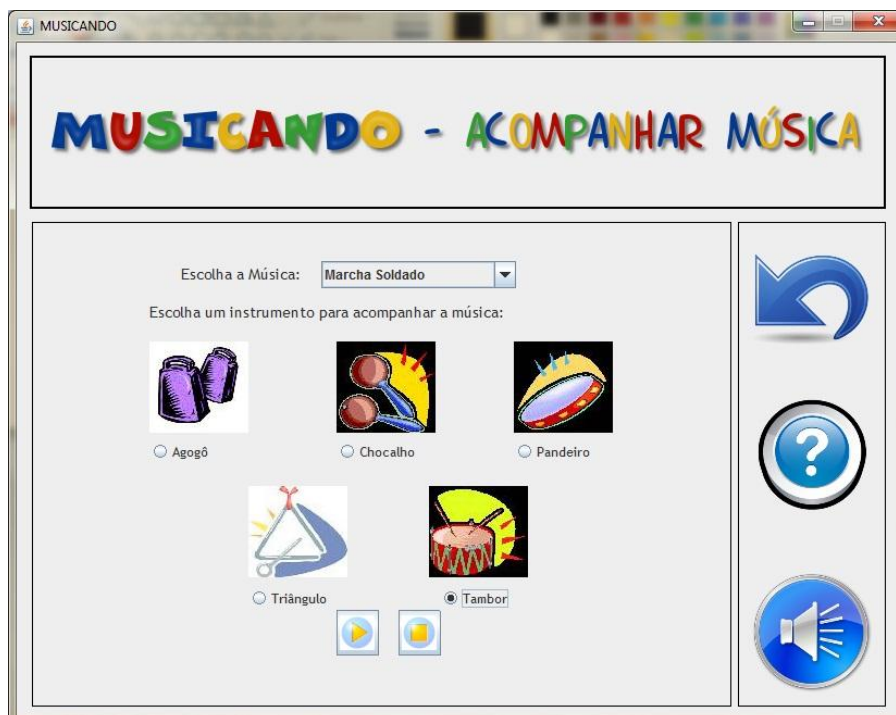 MUSICANDO
MUSICANDO - ACOMPANHAR MÚSICA
Escolha a Música: Marcha Soldado
Escolha um instrumento para acompanhar a música:
Agogô Chocalho Pandeiro
Triângulo Tambor
?